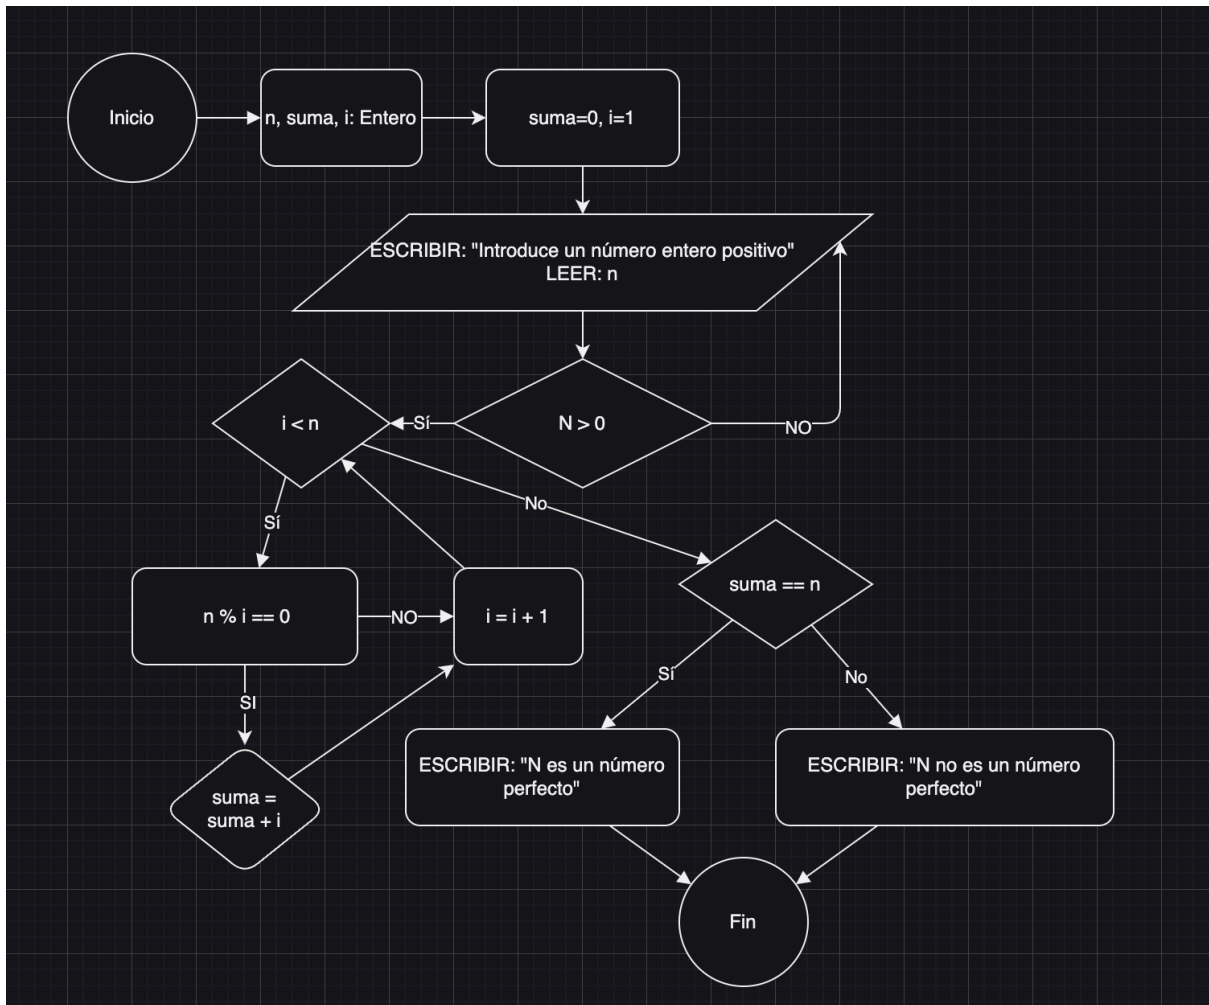 Inicio
n, suma, i: Entero
suma=0, i=1
ESCRIBIR: "Introduce un número entero positivo"
LEER: n
i < n
Sí
N > 0
NO
No
Sí
suma == n
n % i == 0
NO
i = i + 1
SI
Sí
No
suma =
suma + i
ESCRIBIR: "N es un número
perfecto"
ESCRIBIR: "N no es un número
perfecto"
Fin